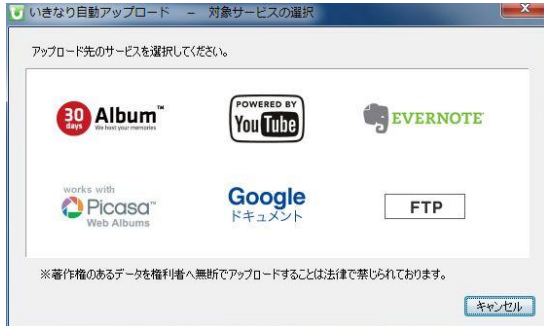 いきなり自動アップロード － 対象サービスの選択
アップロード先のサービスを選択してください。
30 days Album™
We host your memories
POWERED BY
YouTube
EVERNOTE
works with
Picasa™
Web Albums
Google
ドキュメント
FTP
※著作権のあるデータを権利者へ無断でアップロードすることは法律で禁じられております。
キャンセル